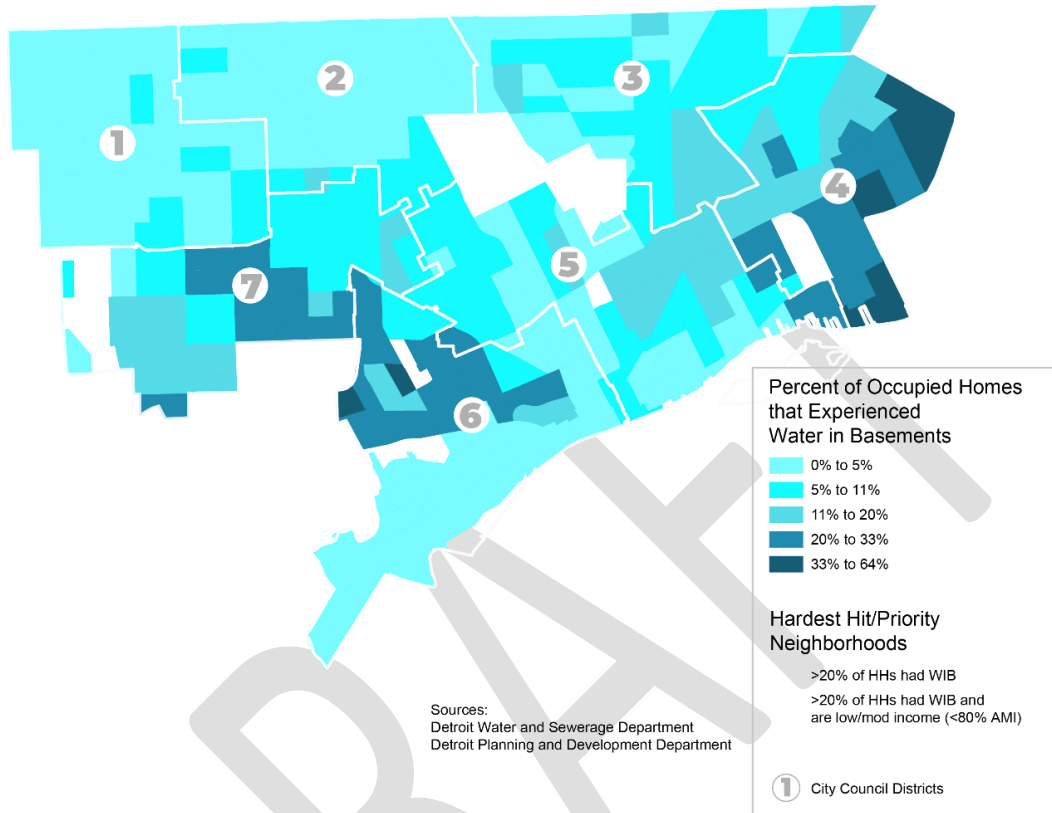 1
2
3
4
5
6
7
Percent of Occupied Homes
that Experienced
Water in Basements
0% to 5%
5% to 11%
11% to 20%
20% to 33%
33% to 64%
Hardest Hit/Priority
Neighborhoods
>20% of HHs had WIB
>20% of HHs had WIB and
are low/mod income (<80% AMI)
1 City Council Districts
Sources:
Detroit Water and Sewerage Department
Detroit Planning and Development Department
DRAFT